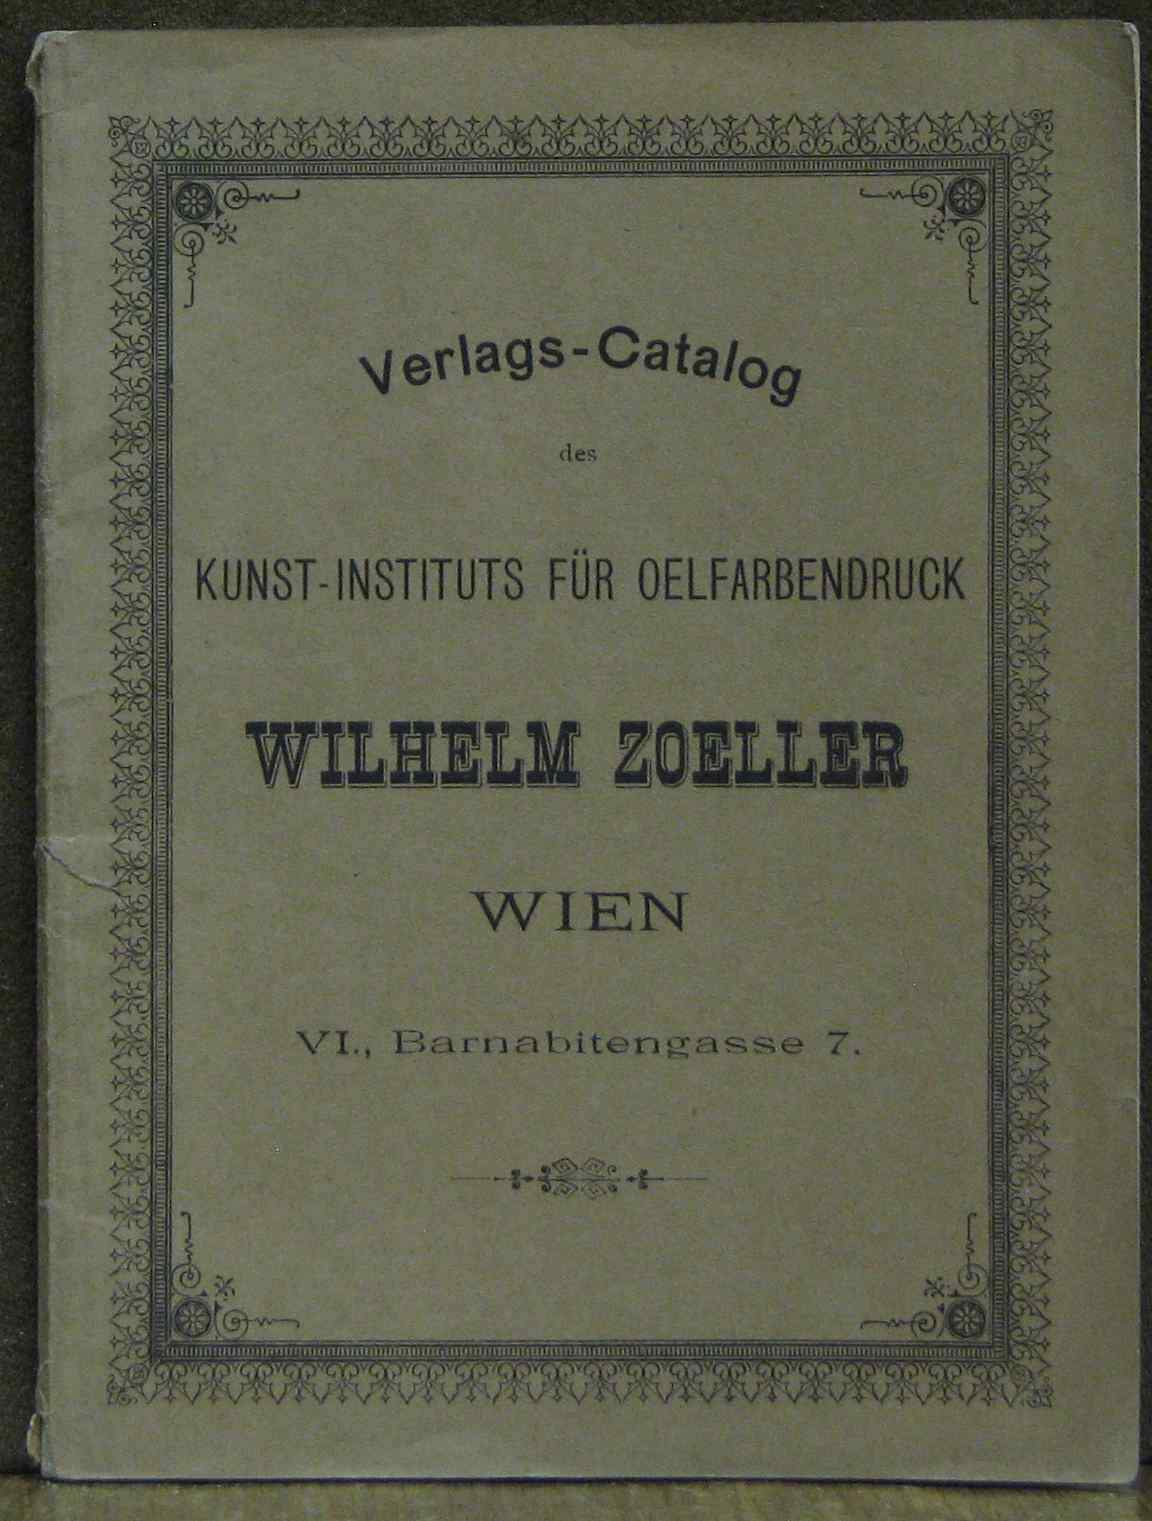 Verlags-Catalog
des
KUNST-INSTITUTS FÜR OELFARBENDRUCK
WILHELM ZOELLER
WIEN
VI., Barnabitengasse 7.